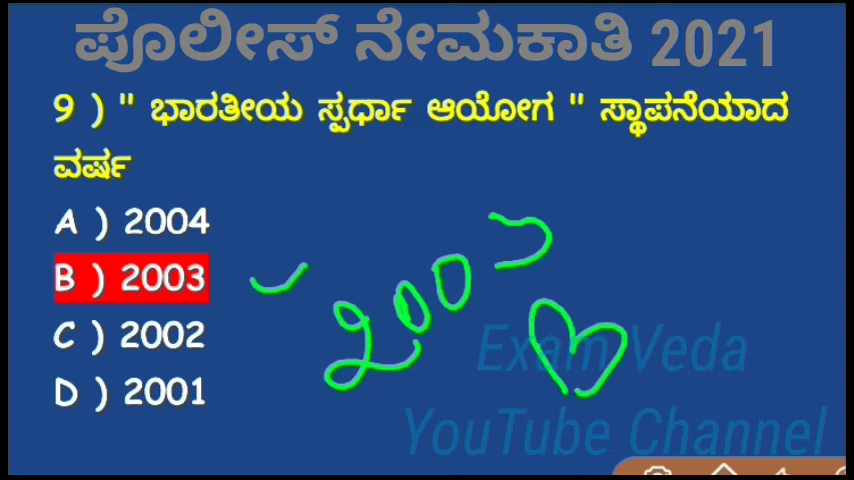 ಪೊಲೀಸ್ ನೇಮಕಾತಿ 2021
9 ) " ಭಾರತೀಯ ಸ್ಪರ್ಧಾ ಆಯೋಗ " ಸ್ಥಾಪನೆಯಾದ
ವರ್ಷ
A ) 2004
B ) 2003
C ) 2002
D ) 2001
2003
B
Exam Veda
YouTube Channel